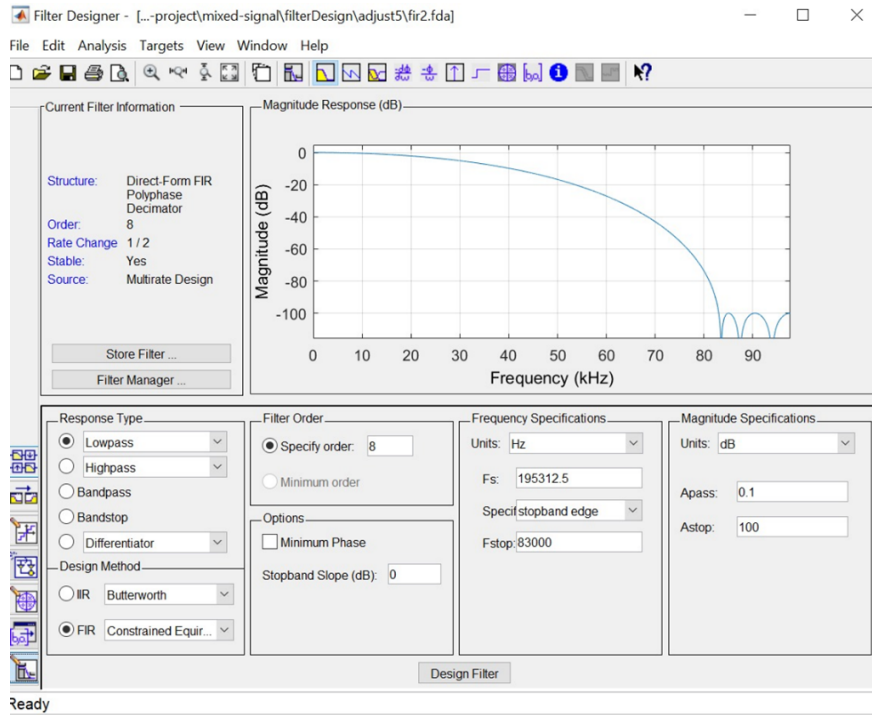 Filter Designer - [...-project\mixed-signal\filterDesign\adjust5\fir2.fda]
File Edit Analysis Targets View Window Help
Current Filter Information
Structure: Direct-Form FIR
Polyphase
Decimator
Order: 8
Rate Change 1 / 2
Stable: Yes
Source: Multirate Design
Store Filter ...
Filter Manager ...
Magnitude Response (dB)
Magnitude (dB)
0
-20
-40
-60
-80
-100
0 10 20 30 40 50 60 70 80 90
Frequency (kHz)
Response Type
Lowpass
Highpass
Bandpass
Bandstop
Differentiator
Design Method
IIR Butterworth
FIR Constrained Equir...
Filter Order
Specify order: 8
Minimum order
Options
Minimum Phase
Stopband Slope (dB): 0
Frequency Specifications
Units: Hz
Fs: 195312.5
Specif stopband edge
Fstop: 83000
Magnitude Specifications
Units: dB
Apass: 0.1
Astop: 100
Design Filter
Ready